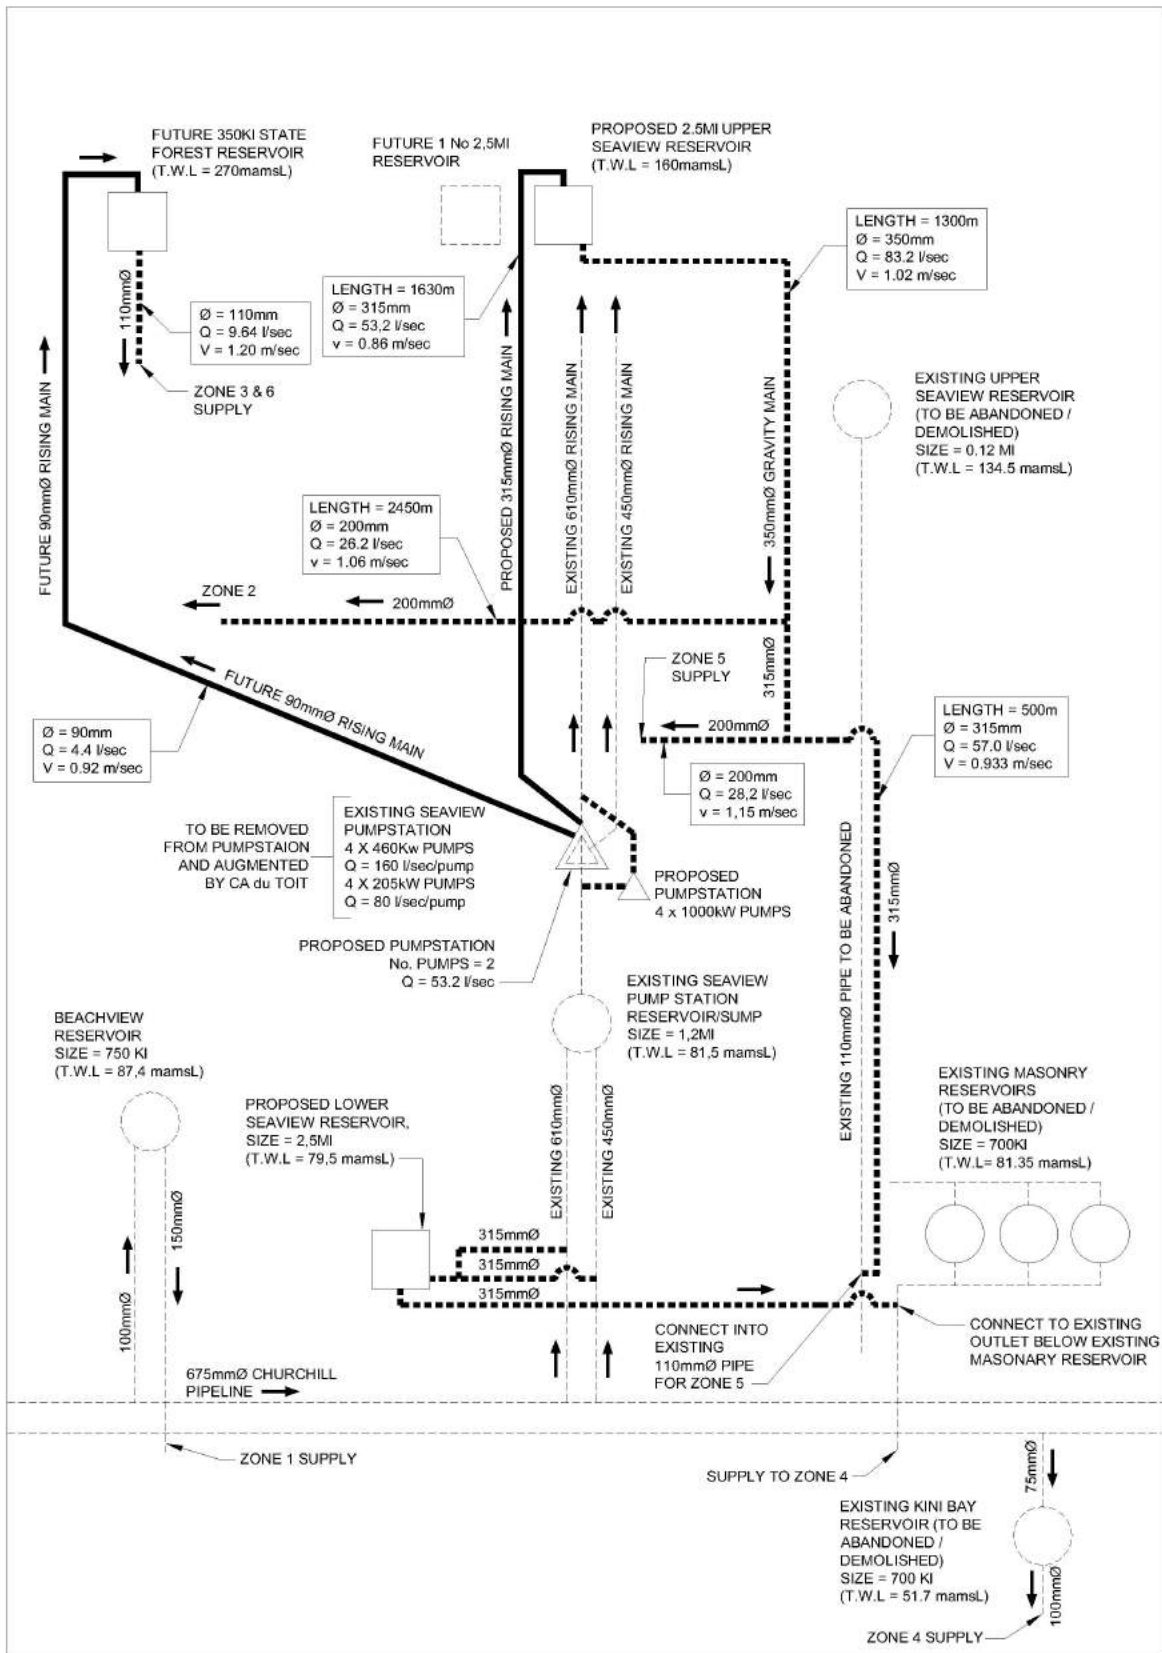 FUTURE 350Kl STATE
FOREST RESERVOIR
(T.W.L = 270mamsL)
FUTURE 1 No 2,5Ml
RESERVOIR
PROPOSED 2.5Ml UPPER
SEAVIEW RESERVOIR
(T.W.L = 160mamsL)
LENGTH = 1300m
Ø = 350mm
Q = 83.2 l/sec
V = 1.02 m/sec
LENGTH = 1630m
Ø = 315mm
Q = 53,2 l/sec
v = 0.86 m/sec
110mmØ
Ø = 110mm
Q = 9.64 l/sec
V = 1.20 m/sec
ZONE 3 & 6
SUPPLY
FUTURE 90mmØ RISING MAIN
PROPOSED 315mmØ RISING MAIN
EXISTING 610mmØ RISING MAIN
EXISTING 450mmØ RISING MAIN
350mmØ GRAVITY MAIN
EXISTING UPPER
SEAVIEW RESERVOIR
(TO BE ABANDONED /
DEMOLISHED)
SIZE = 0.12 Ml
(T.W.L = 134.5 mamsL)
LENGTH = 2450m
Ø = 200mm
Q = 26.2 l/sec
v = 1.06 m/sec
ZONE 2
200mmØ
315mmØ
ZONE 5
SUPPLY
200mmØ
FUTURE 90mmØ RISING MAIN
Ø = 90mm
Q = 4.4 l/sec
V = 0.92 m/sec
LENGTH = 500m
Ø = 315mm
Q = 57.0 l/sec
V = 0.933 m/sec
Ø = 200mm
Q = 28,2 l/sec
v = 1,15 m/sec
TO BE REMOVED
FROM PUMPSTAION
AND AUGMENTED
BY CA du TOIT
EXISTING SEAVIEW
PUMPSTATION
4 X 460Kw PUMPS
Q = 160 l/sec/pump
4 X 205kW PUMPS
Q = 80 l/sec/pump
PROPOSED
PUMPSTATION
4 x 1000kW PUMPS
EXISTING 110mmØ PIPE TO BE ABANDONED
315mmØ
PROPOSED PUMPSTATION
No. PUMPS = 2
Q = 53.2 l/sec
EXISTING SEAVIEW
PUMP STATION
RESERVOIR/SUMP
SIZE = 1,2Ml
(T.W.L = 81,5 mamsL)
BEACHVIEW
RESERVOIR
SIZE = 750 Kl
(T.W.L = 87,4 mamsL)
PROPOSED LOWER
SEAVIEW RESERVOIR,
SIZE = 2,5Ml
(T.W.L = 79,5 mamsL)
EXISTING 610mmØ
EXISTING 450mmØ
EXISTING MASONRY
RESERVOIRS
(TO BE ABANDONED /
DEMOLISHED)
SIZE = 700Kl
(T.W.L= 81.35 mamsL)
150mmØ
100mmØ
315mmØ
315mmØ
315mmØ
CONNECT INTO
EXISTING
110mmØ PIPE
FOR ZONE 5
CONNECT TO EXISTING
OUTLET BELOW EXISTING
MASONARY RESERVOIR
675mmØ CHURCHILL
PIPELINE
ZONE 1 SUPPLY
SUPPLY TO ZONE 4
75mmØ
EXISTING KINI BAY
RESERVOIR (TO BE
ABANDONED /
DEMOLISHED)
SIZE = 700 Kl
(T.W.L = 51.7 mamsL)
100mmØ
ZONE 4 SUPPLY